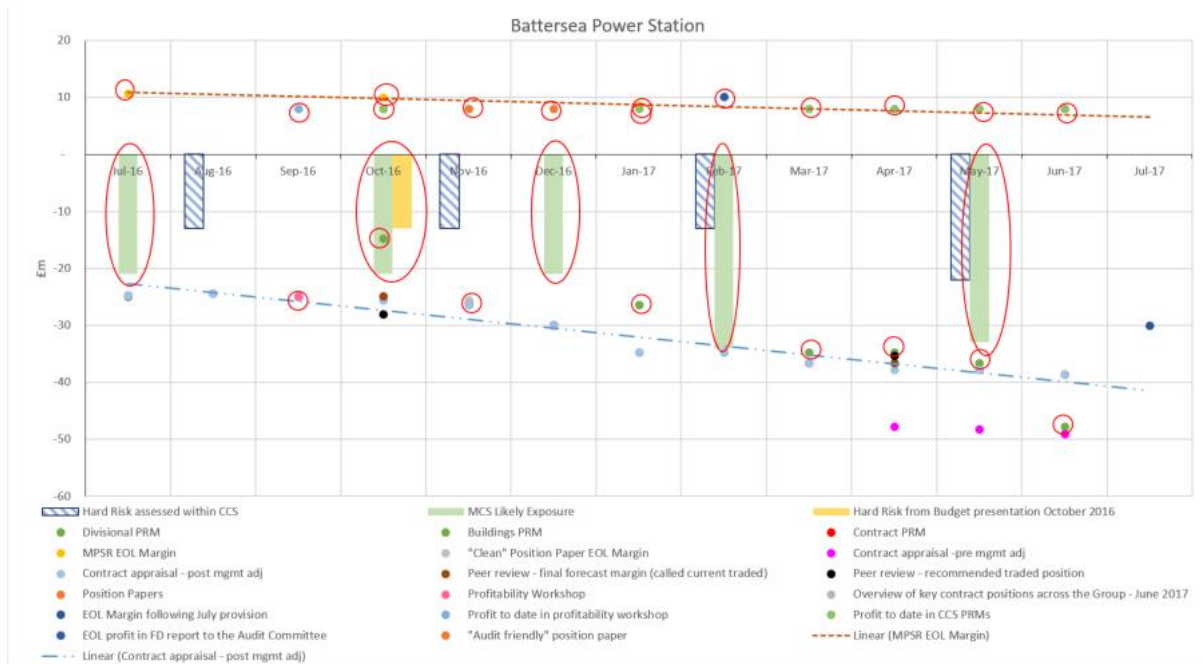 Battersea Power Station
20
10
-
Jul-16 Aug-16 Sep-16 Oct-16 Nov-16 Dec-16 Jan-17 Feb-17 Mar-17 Apr-17 May-17 Jun-17 Jul-17
-10
-20
£m
-30
-40
-50
-60
Hard Risk assessed within CCS MCS Likely Exposure Hard Risk from Budget presentation October 2016
Divisional PRM Buildings PRM Contract PRM
MPSR EOL Margin "Clean" Position Paper EOL Margin Contract appraisal -pre mgmt adj
Contract appraisal - post mgmt adj Peer review - final forecast margin (called current traded) Peer review - recommended traded position
Position Papers Profitability Workshop Overview of key contract positions across the Group - June 2017
EOL Margin following July provision Profit to date in profitability workshop Profit to date in CCS PRMs
EOL profit in FD report to the Audit Committee "Audit friendly" position paper Linear (MPSR EOL Margin)
Linear (Contract appraisal - post mgmt adj)